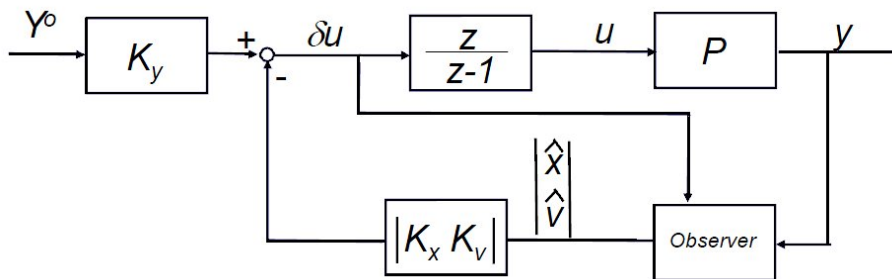 Y°
K_y
+
-
δu
z
z-1
u
P
y
x̂
v̂
|K_x K_v|
Observer